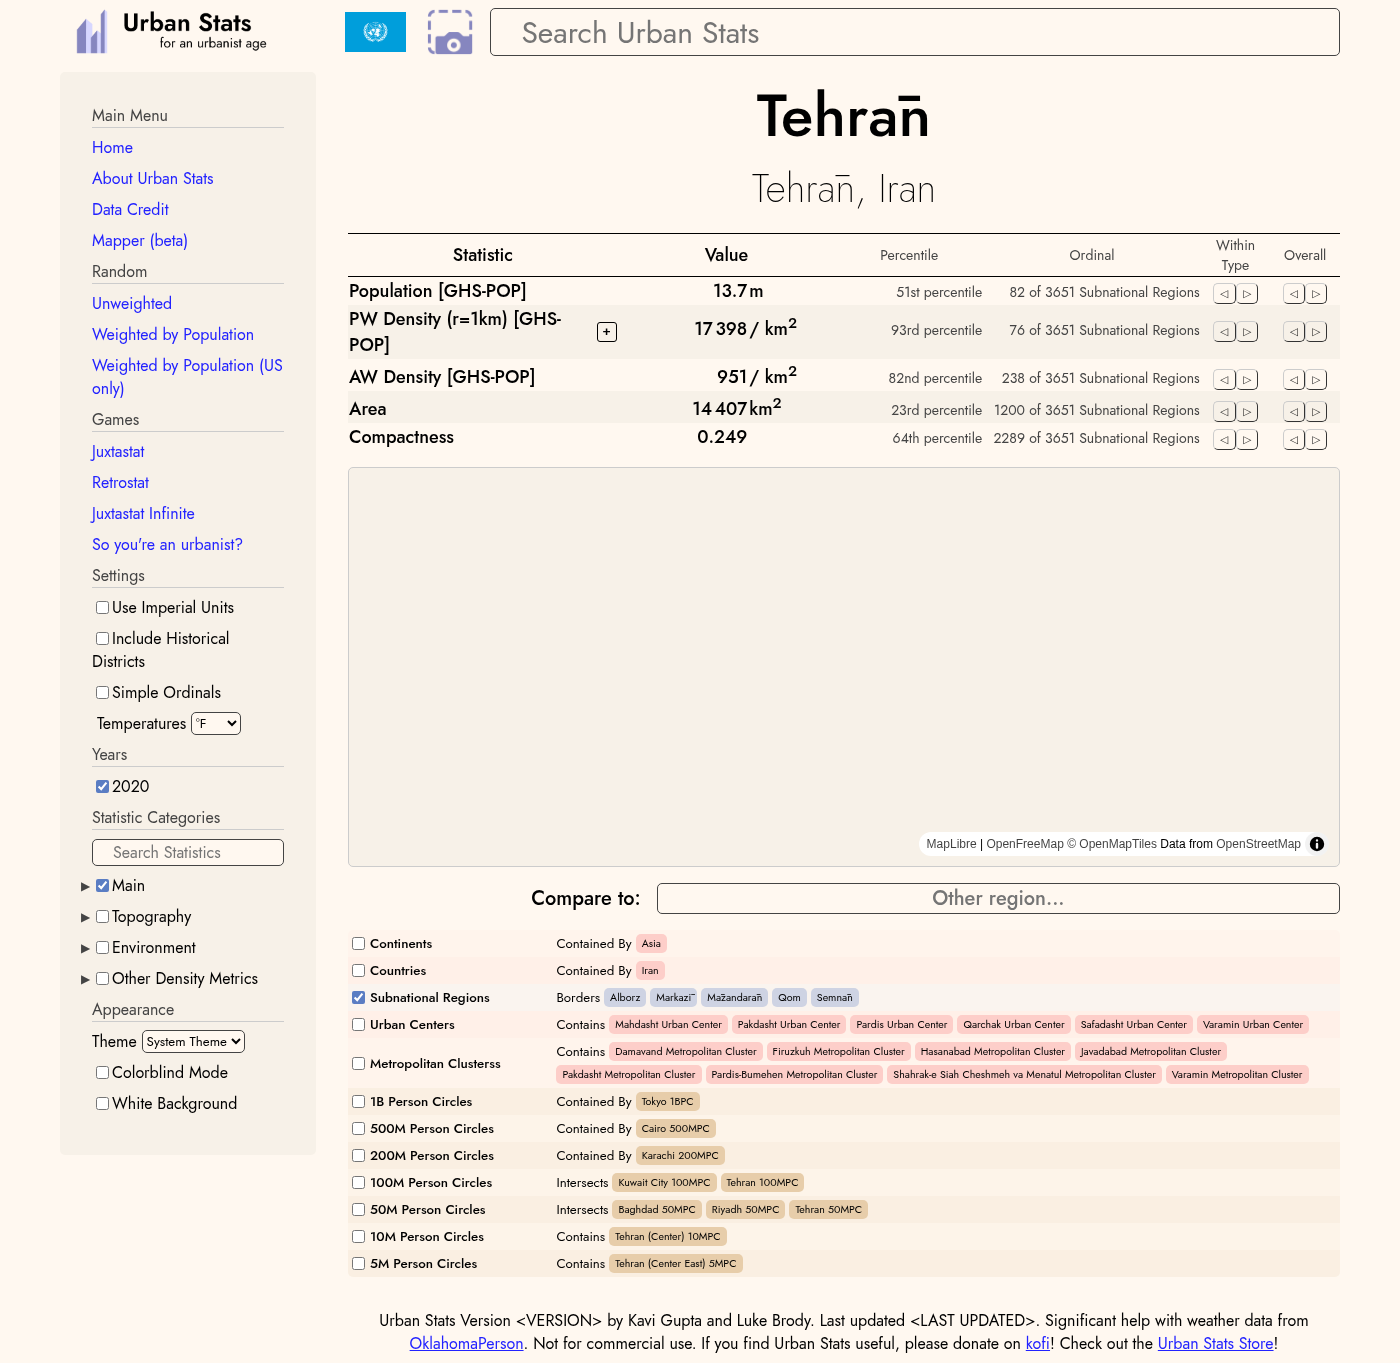 Urban Stats
for an urbanist age
Search Urban Stats
Main Menu
Home
About Urban Stats
Data Credit
Mapper (beta)
Random
Unweighted
Weighted by Population
Weighted by Population (US
only)
Games
Juxtastat
Retrostat
Juxtastat Infinite
So you're an urbanist?
Settings
Use Imperial Units
Include Historical
Districts
Simple Ordinals
Temperatures °F
Years
2020
Statistic Categories
Search Statistics
Main
Topography
Environment
Other Density Metrics
Appearance
Theme System Theme
Colorblind Mode
White Background
Tehrān
Tehrān, Iran
Statistic Value Percentile Ordinal Within Type Overall
Population [GHS-POP] 13.7 m 51st percentile 82 of 3651 Subnational Regions
PW Density (r=1km) [GHS-POP] + 17 398 / km² 93rd percentile 76 of 3651 Subnational Regions
AW Density [GHS-POP] 951 / km² 82nd percentile 238 of 3651 Subnational Regions
Area 14 407 km² 23rd percentile 1200 of 3651 Subnational Regions
Compactness 0.249 64th percentile 2289 of 3651 Subnational Regions
MapLibre | OpenFreeMap © OpenMapTiles Data from OpenStreetMap
Compare to: Other region...
Continents Contained By Asia
Countries Contained By Iran
Subnational Regions Borders Alborz Markazī Māzandarān Qom Semnān
Urban Centers Contains Mahdasht Urban Center Pakdasht Urban Center Pardis Urban Center Qarchak Urban Center Safadasht Urban Center Varamin Urban Center
Metropolitan Clusterss Contains Damavand Metropolitan Cluster Firuzkuh Metropolitan Cluster Hasanabad Metropolitan Cluster Javadabad Metropolitan Cluster
Pakdasht Metropolitan Cluster Pardis-Bumehen Metropolitan Cluster Shahrak-e Siah Cheshmeh va Menatul Metropolitan Cluster Varamin Metropolitan Cluster
1B Person Circles Contained By Tokyo 1BPC
500M Person Circles Contained By Cairo 500MPC
200M Person Circles Contained By Karachi 200MPC
100M Person Circles Intersects Kuwait City 100MPC Tehran 100MPC
50M Person Circles Intersects Baghdad 50MPC Riyadh 50MPC Tehran 50MPC
10M Person Circles Contains Tehran (Center) 10MPC
5M Person Circles Contains Tehran (Center East) 5MPC
Urban Stats Version <VERSION> by Kavi Gupta and Luke Brody. Last updated <LAST UPDATED>. Significant help with weather data from
OklahomaPerson. Not for commercial use. If you find Urban Stats useful, please donate on kofi! Check out the Urban Stats Store!